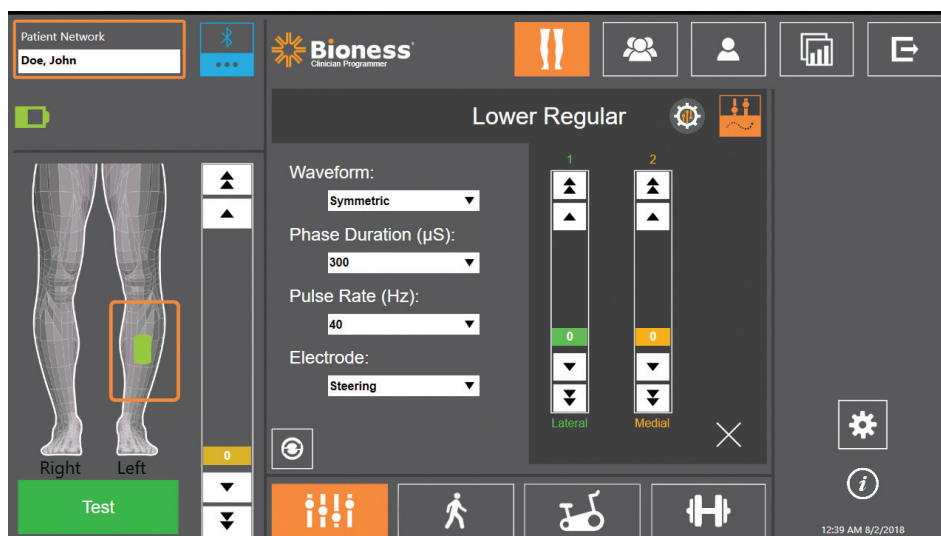 Patient Network
Doe, John
Bioness
Clinician Programmer
Lower Regular
Waveform:
Symmetric
Phase Duration (µS):
300
Pulse Rate (Hz):
40
Electrode:
Steering
1
2
0
0
Lateral
Medial
0
Right
Left
Test
i
12:39 AM 8/2/2018